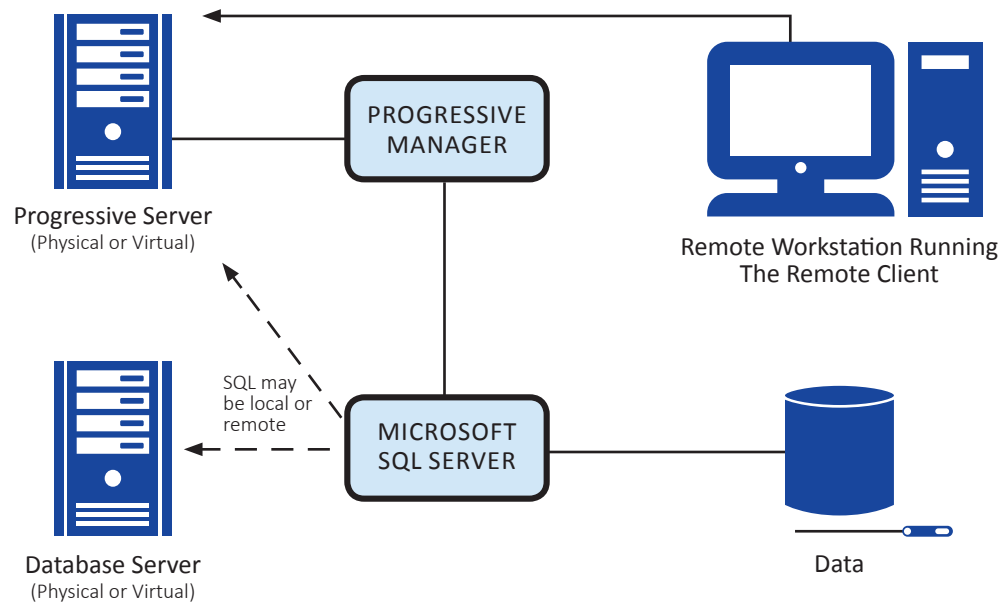 PROGRESSIVE
MANAGER
Progressive Server
(Physical or Virtual)
Remote Workstation Running
The Remote Client
SQL may
be local or
remote
MICROSOFT
SQL SERVER
Database Server
(Physical or Virtual)
Data